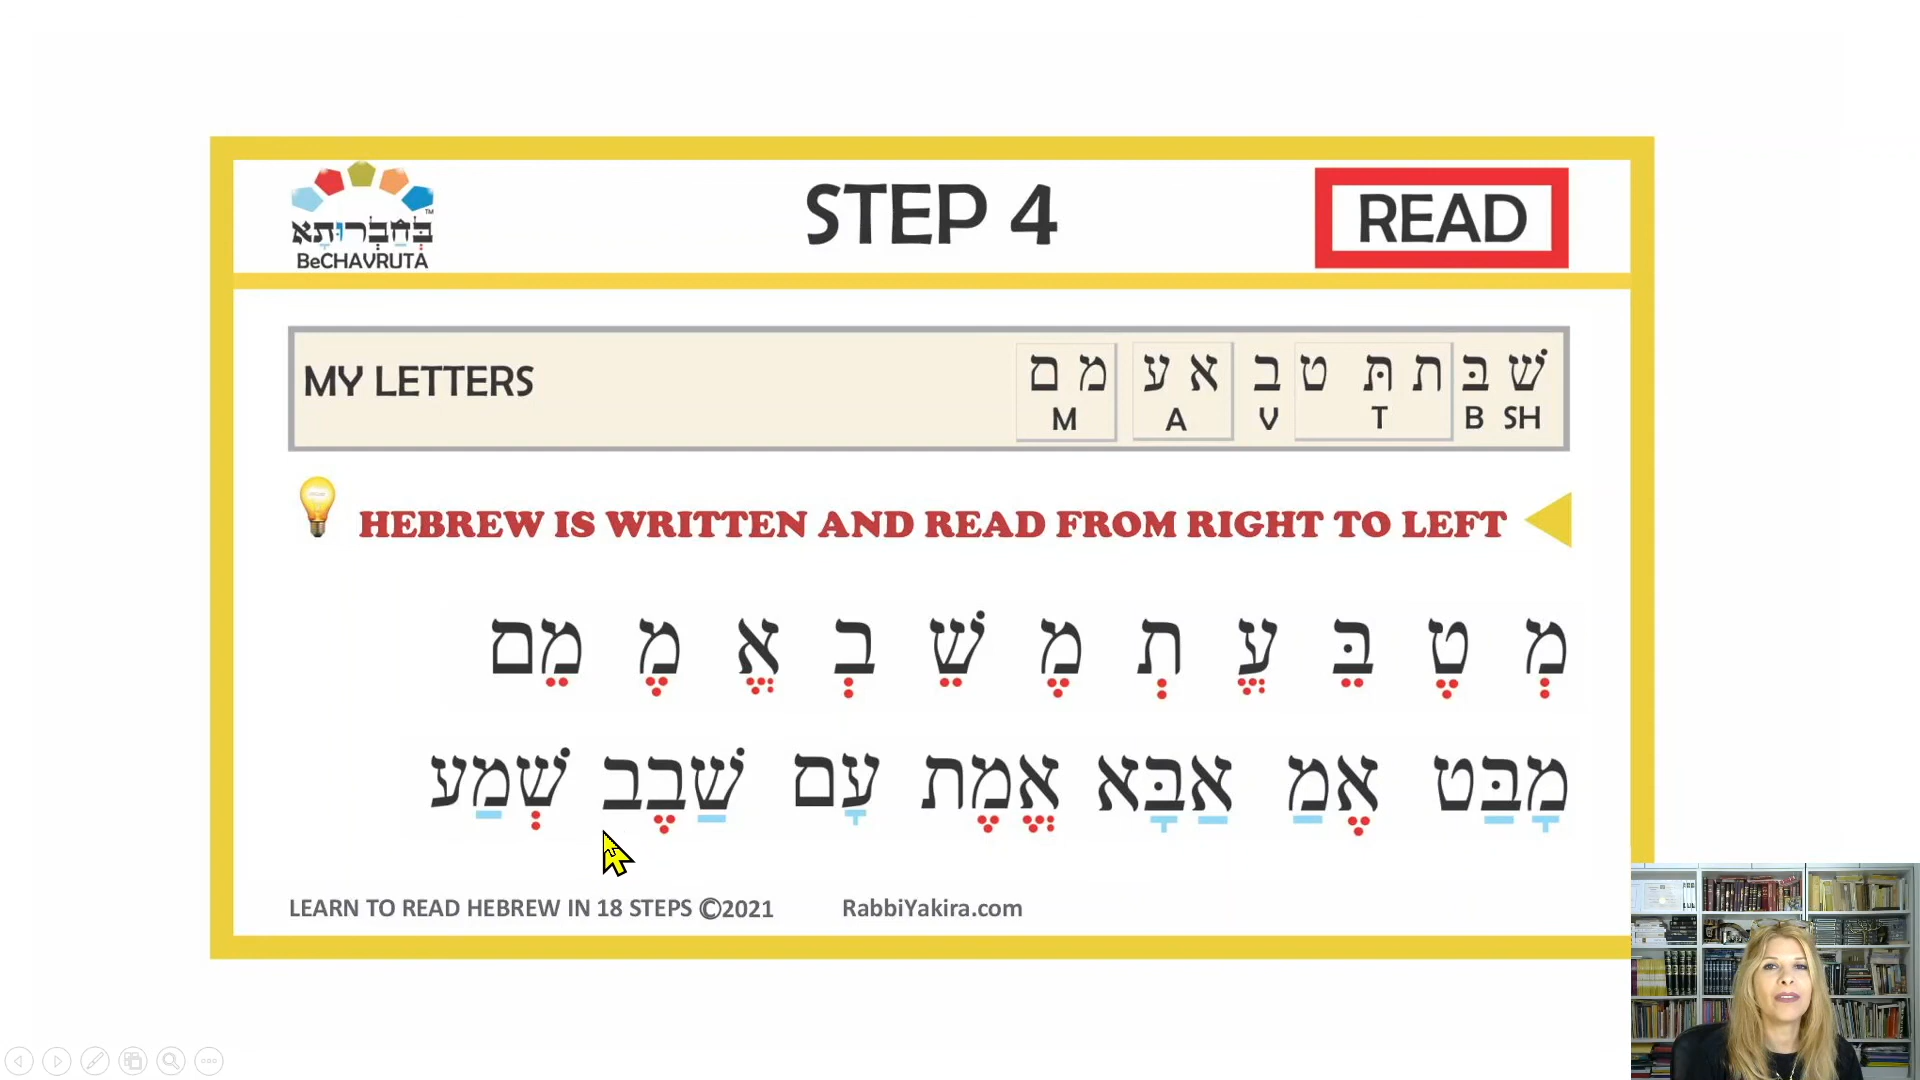 בְּחַבְרוּתָא
TM
BeCHAVRUTA
STEP 4
READ
MY LETTERS
שׁ בּ ת תּ ט ב א ע מ ם
M A V T B SH
HEBREW IS WRITTEN AND READ FROM RIGHT TO LEFT
מְ טֶ בֵּ עֱ תְ מֶ שֵׁ בְ אֱ מֶ מֵם
מָבַּט אֶמַ אַבָּא אֱמֶת עָם שַׁבֶב שְׁמַע
LEARN TO READ HEBREW IN 18 STEPS ©2021 RabbiYakira.com